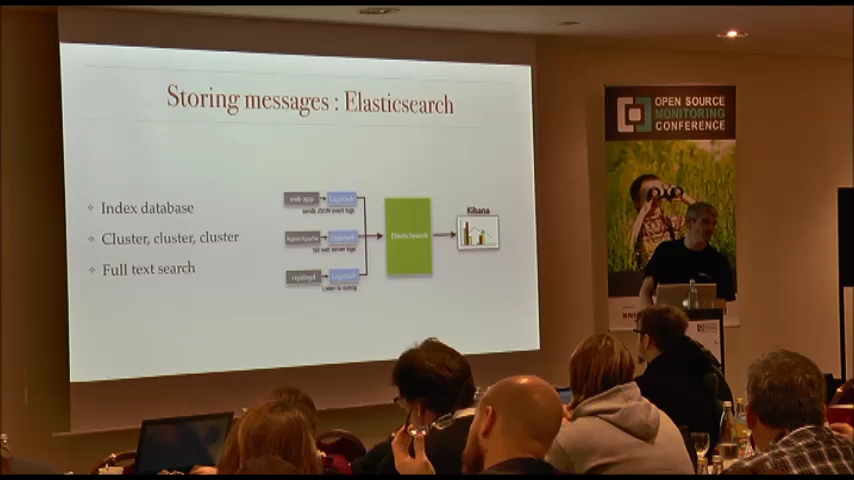 Storing messages : Elasticsearch
Index database
Cluster, cluster, cluster
Full text search
web app
Logstash
sends JSON event logs
Logstash
tail web server logs
rsyslogd
Logstash
Listen to syslog
Elasticsearch
Kibana
OPEN SOURCE
MONITORING
CONFERENCE